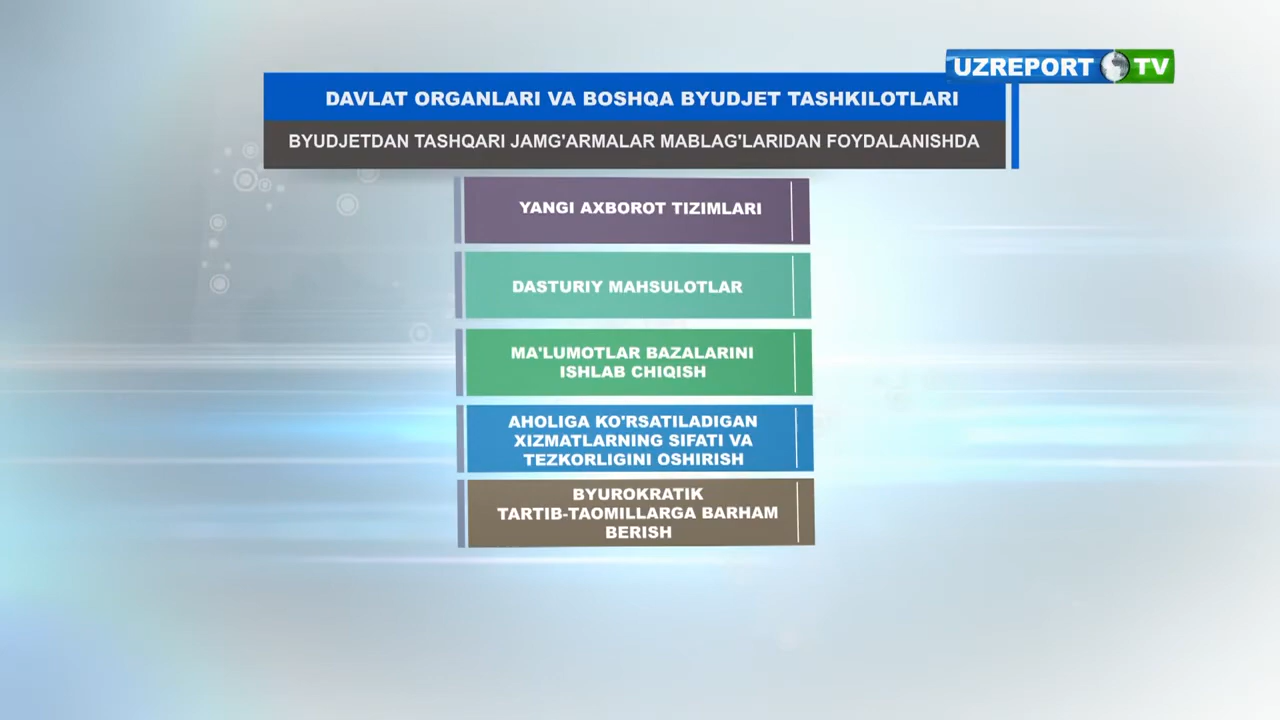 UZREPORT TV
DAVLAT ORGANLARI VA BOSHQA BYUDJET TASHKILOTLARI
BYUDJETDAN TASHQARI JAMG'ARMALAR MABLAG'LARIDAN FOYDALANISHDA
YANGI AXBOROT TIZIMLARI
DASTURIY MAHSULOTLAR
MA'LUMOTLAR BAZALARINI
ISHLAB CHIQISH
AHOLIGA KO'RSATILADIGAN
XIZMATLARNING SIFATI VA
TEZKORLIGINI OSHIRISH
BYUROKRATIK
TARTIB-TAOMILLARGA BARHAM
BERISH